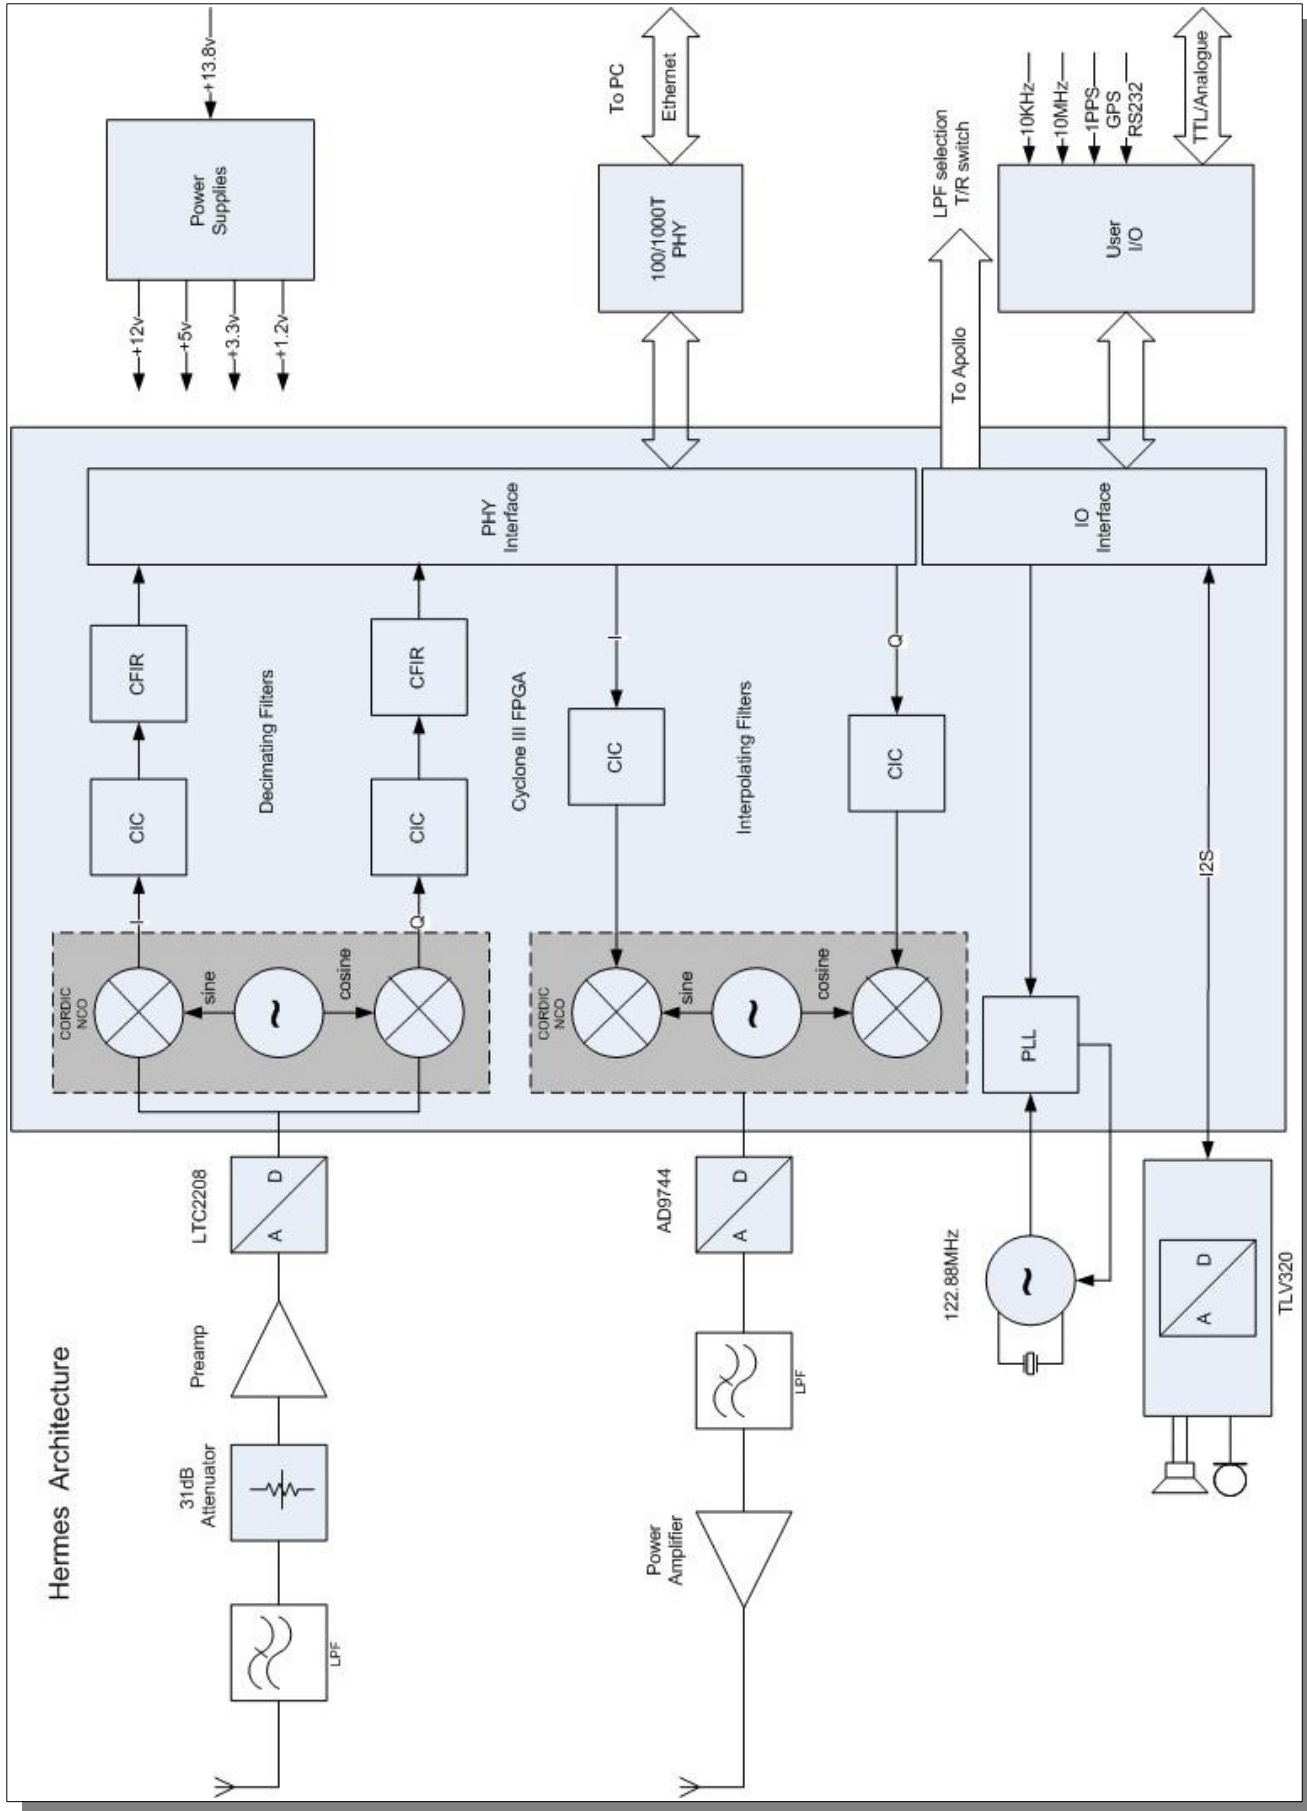 Hermes Architecture
LPF
31dB
Attenuator
Preamp
LTC2208
A
D
CORDIC
NCO
sine
~
cosine
I
Q
CIC
CIC
CFIR
CFIR
Decimating Filters
Cyclone III FPGA
PHY
Interface
+12v
+5v
+3.3v
+1.2v
Power
Supplies
+13.8v
Power
Amplifier
LPF
AD9744
A
D
CORDIC
NCO
sine
~
cosine
CIC
CIC
Interpolating Filters
I
Q
100/1000T
PHY
To PC
Ethernet
122.88MHz
~
PLL
IO
Interface
To Apollo
LPF selection
T/R switch
User
I/O
10KHz
10MHz
1PPS
GPS
RS232
TTL/Analogue
TLV320
A
D
I2S